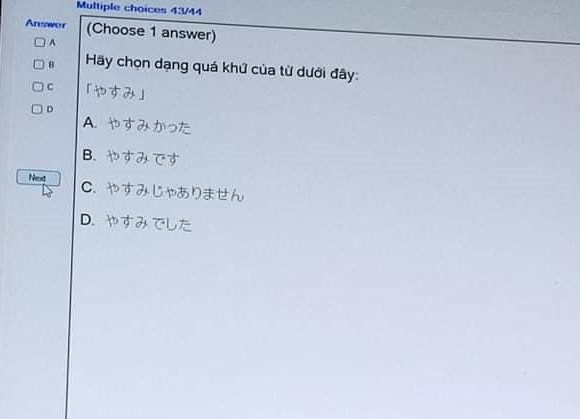 Multiple choices 43/44
Answer
(Choose 1 answer)
A
B
C
D
Next
Hãy chọn dạng quá khứ của từ dưới đây:
「やすみ」
A. やすみかった
B. やすみです
C. やすみじゃありません
D. やすみでした